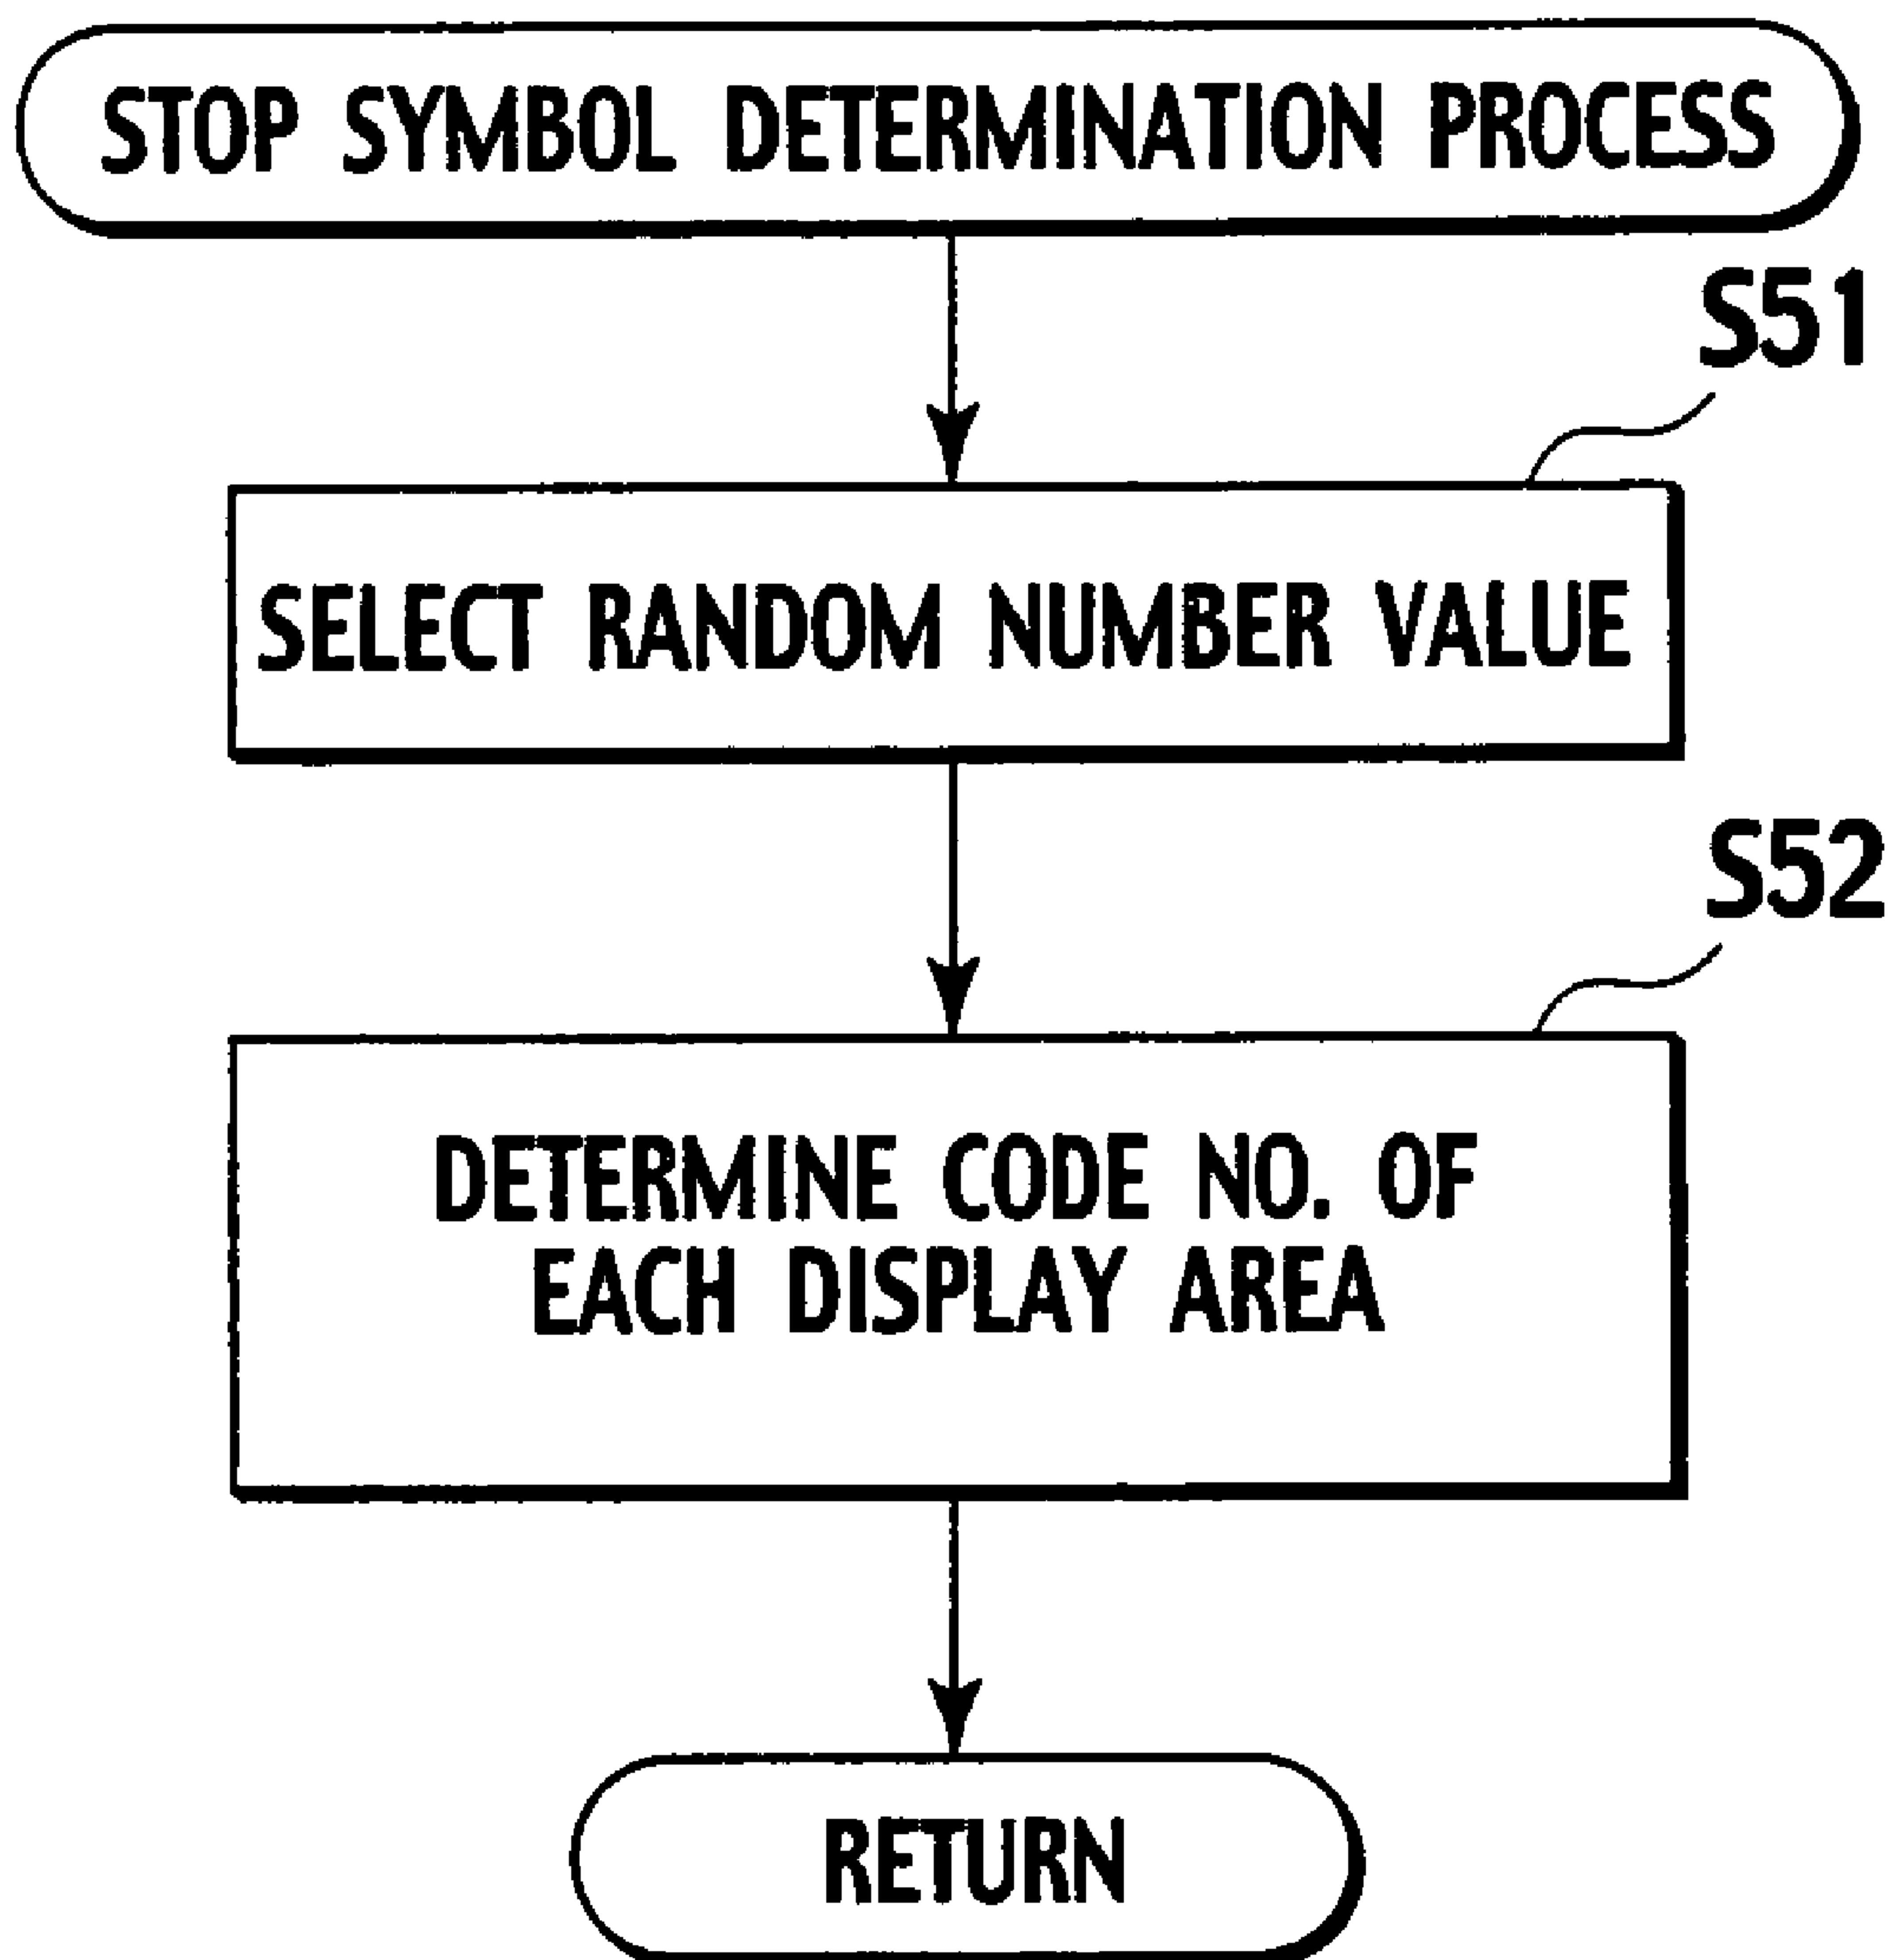 STOP SYMBOL DETERMINATION PROCESS
S51
SELECT RANDOM NUMBER VALUE
S52
DETERMINE CODE NO. OF
EACH DISPLAY AREA
RETURN